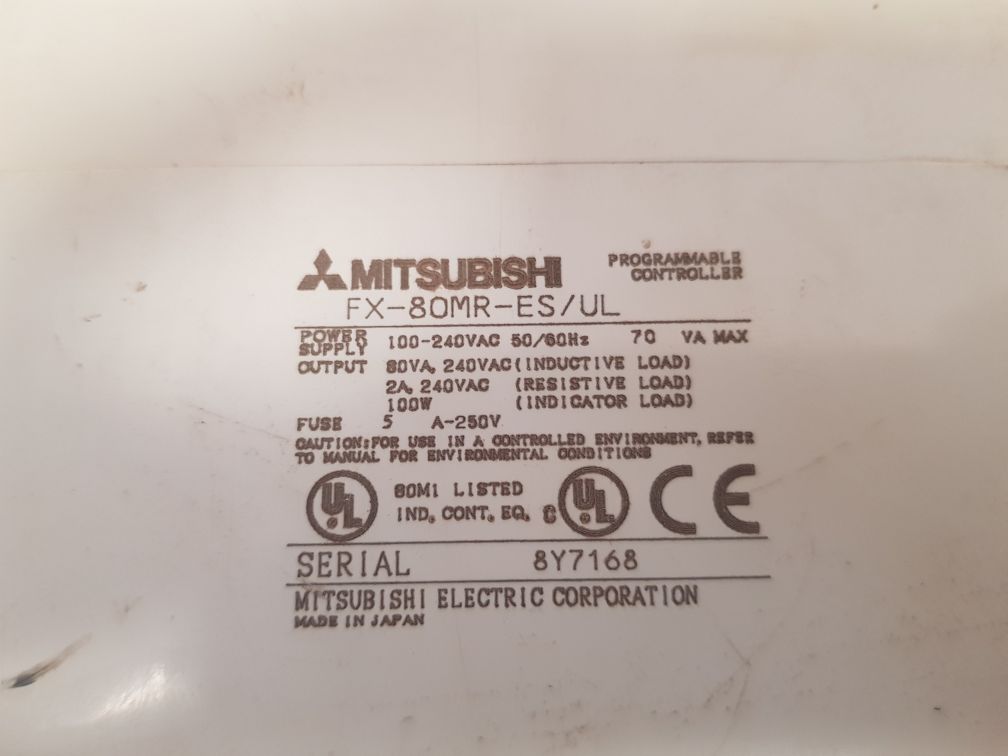 MITSUBISHI PROGRAMMABLE CONTROLLER
FX-80MR-ES/UL
POWER SUPPLY 100-240VAC 50/60Hz 70 VA MAX
OUTPUT 80VA, 240VAC (INDUCTIVE LOAD)
2A, 240VAC (RESISTIVE LOAD)
100W (INDICATOR LOAD)
FUSE 5 A-250V
CAUTION:FOR USE IN A CONTROLLED ENVIRONMENT, REFER
TO MANUAL FOR ENVIRONMENTAL CONDITIONS
UL 80M1 LISTED C UL CE
IND. CONT. EQ.
SERIAL 8Y7168
MITSUBISHI ELECTRIC CORPORATION
MADE IN JAPAN